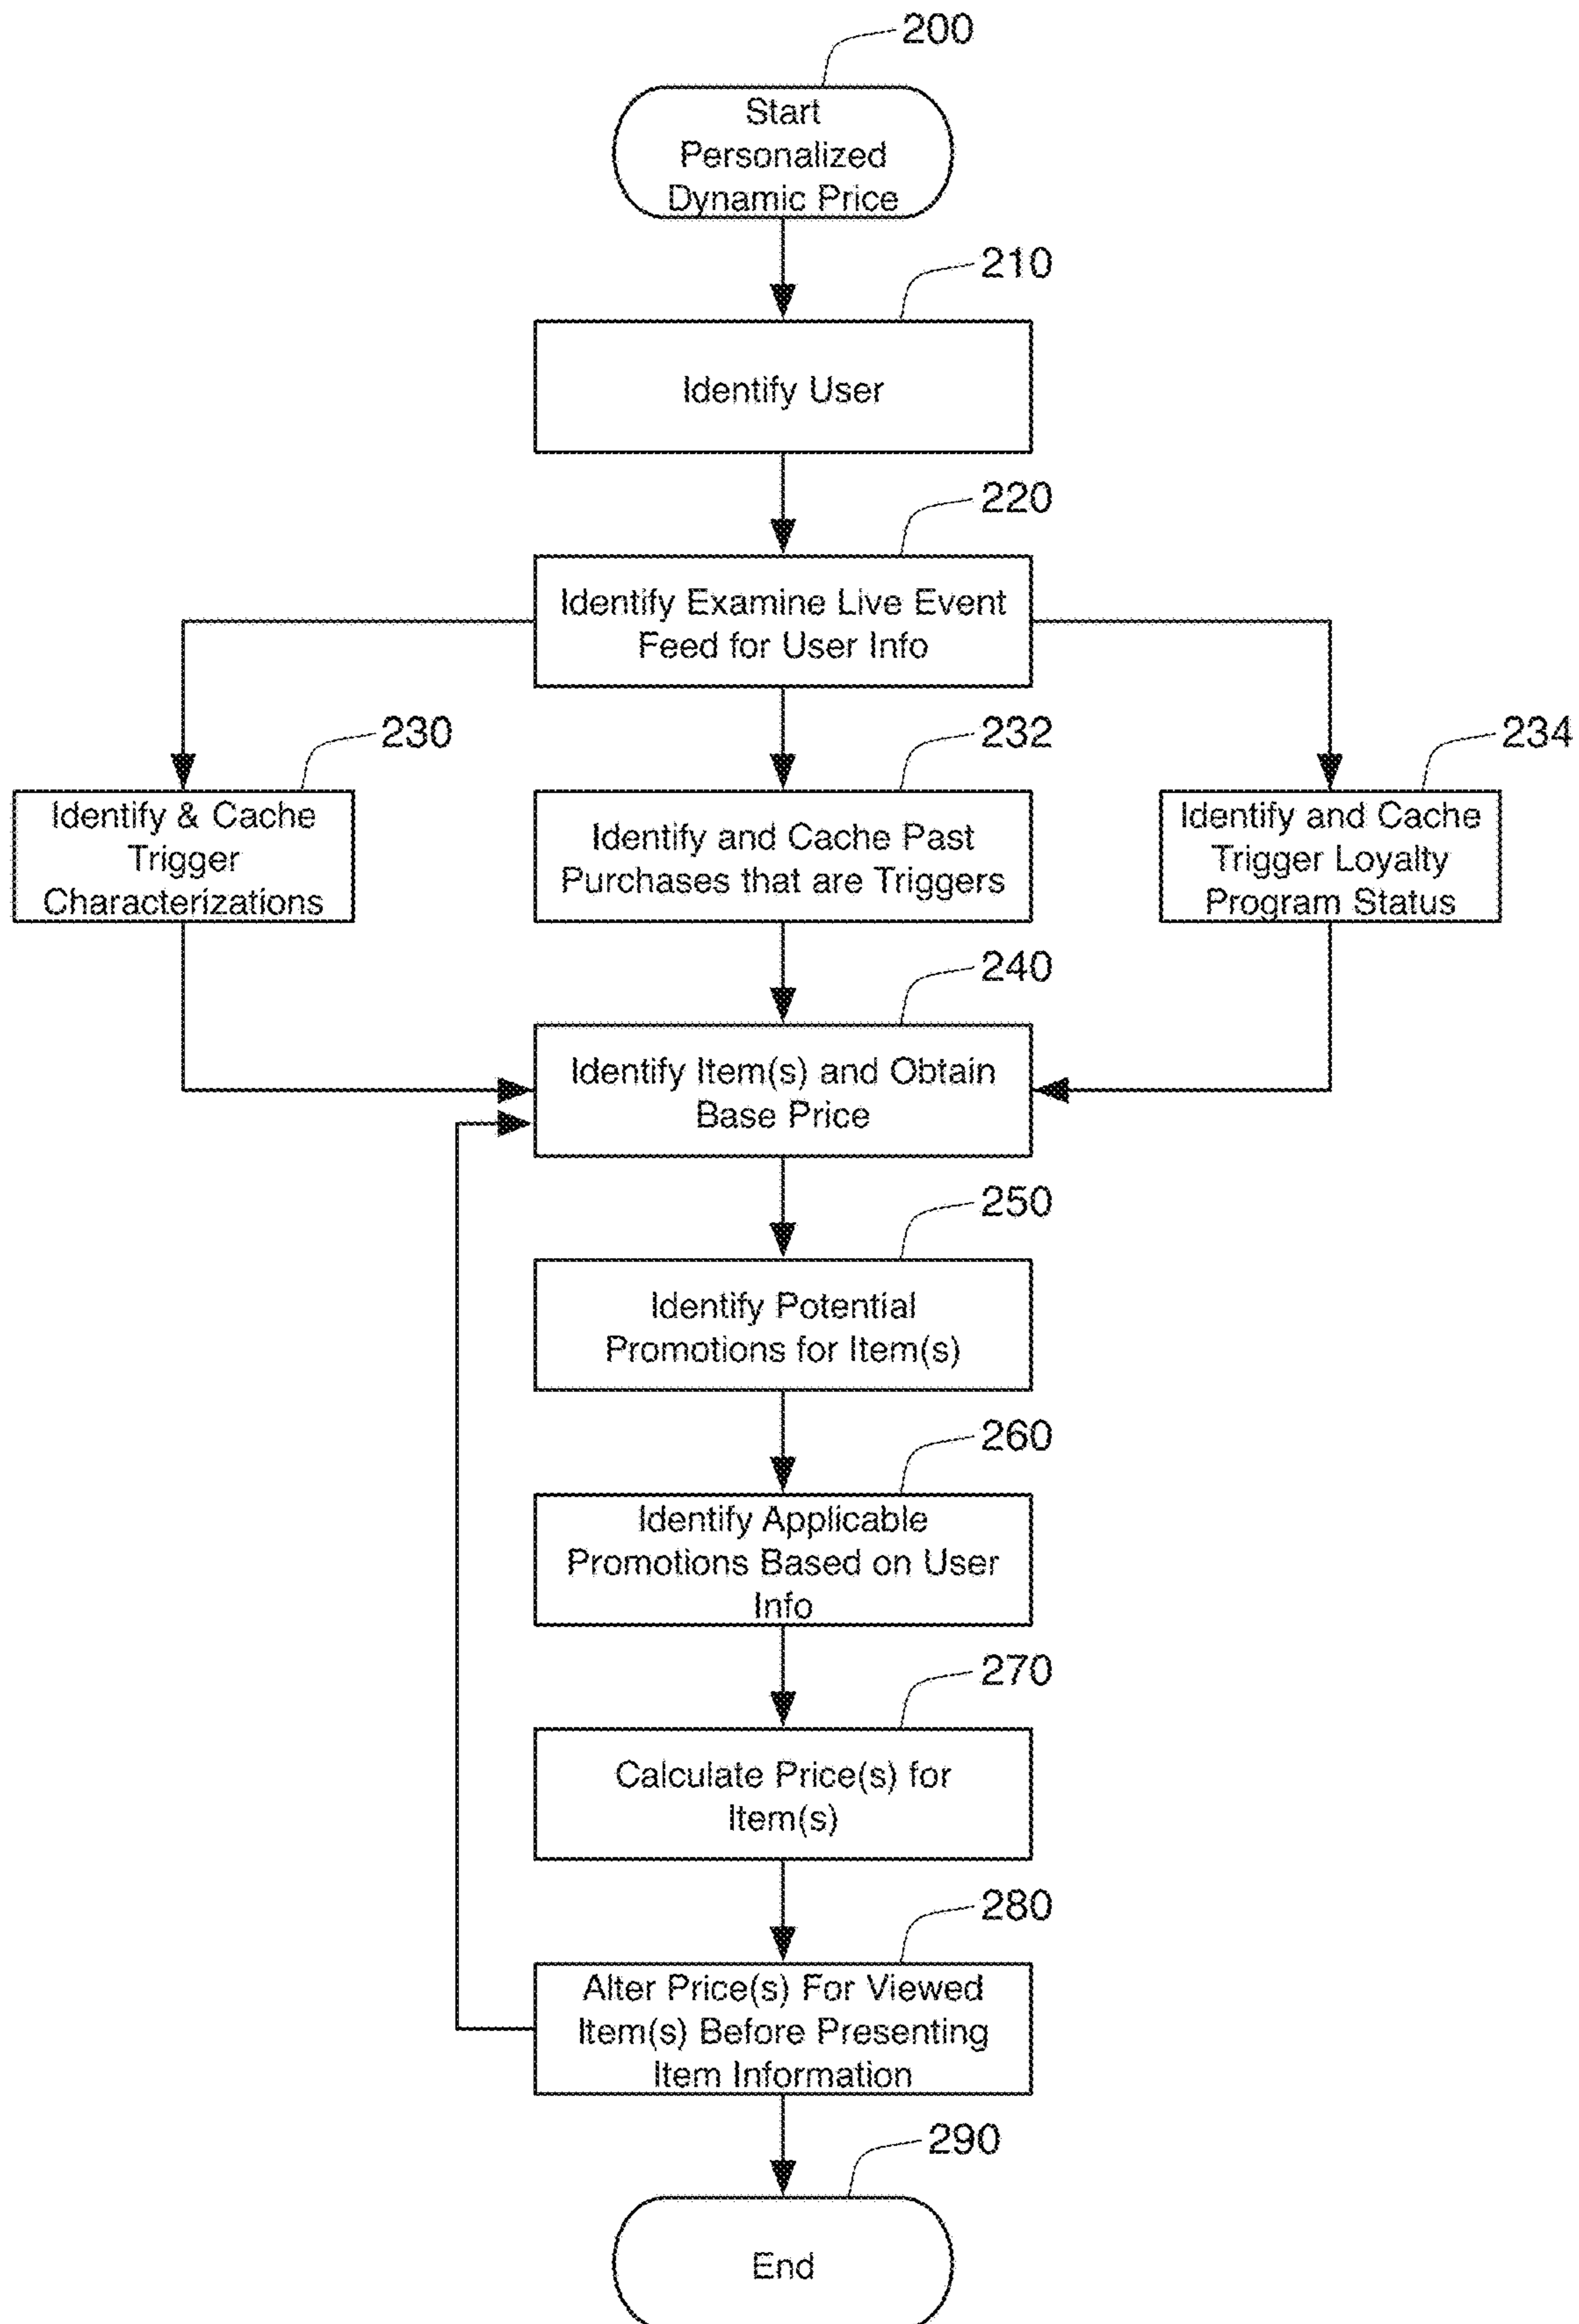 200
Start
Personalized
Dynamic Price
210
Identify User
220
Identify Examine Live Event
Feed for User Info
230
Identify & Cache
Trigger
Characterizations
232
Identify and Cache Past
Purchases that are Triggers
234
Identify and Cache
Trigger Loyalty
Program Status
240
Identify Item(s) and Obtain
Base Price
250
Identify Potential
Promotions for Item(s)
260
Identify Applicable
Promotions Based on User
Info
270
Calculate Price(s) for
Item(s)
280
Alter Price(s) For Viewed
Item(s) Before Presenting
Item Information
290
End